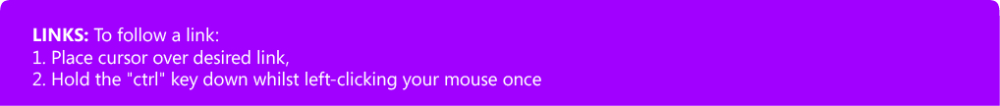 LINKS: To follow a link:
1. Place cursor over desired link,
2. Hold the "ctrl" key down whilst left-clicking your mouse once